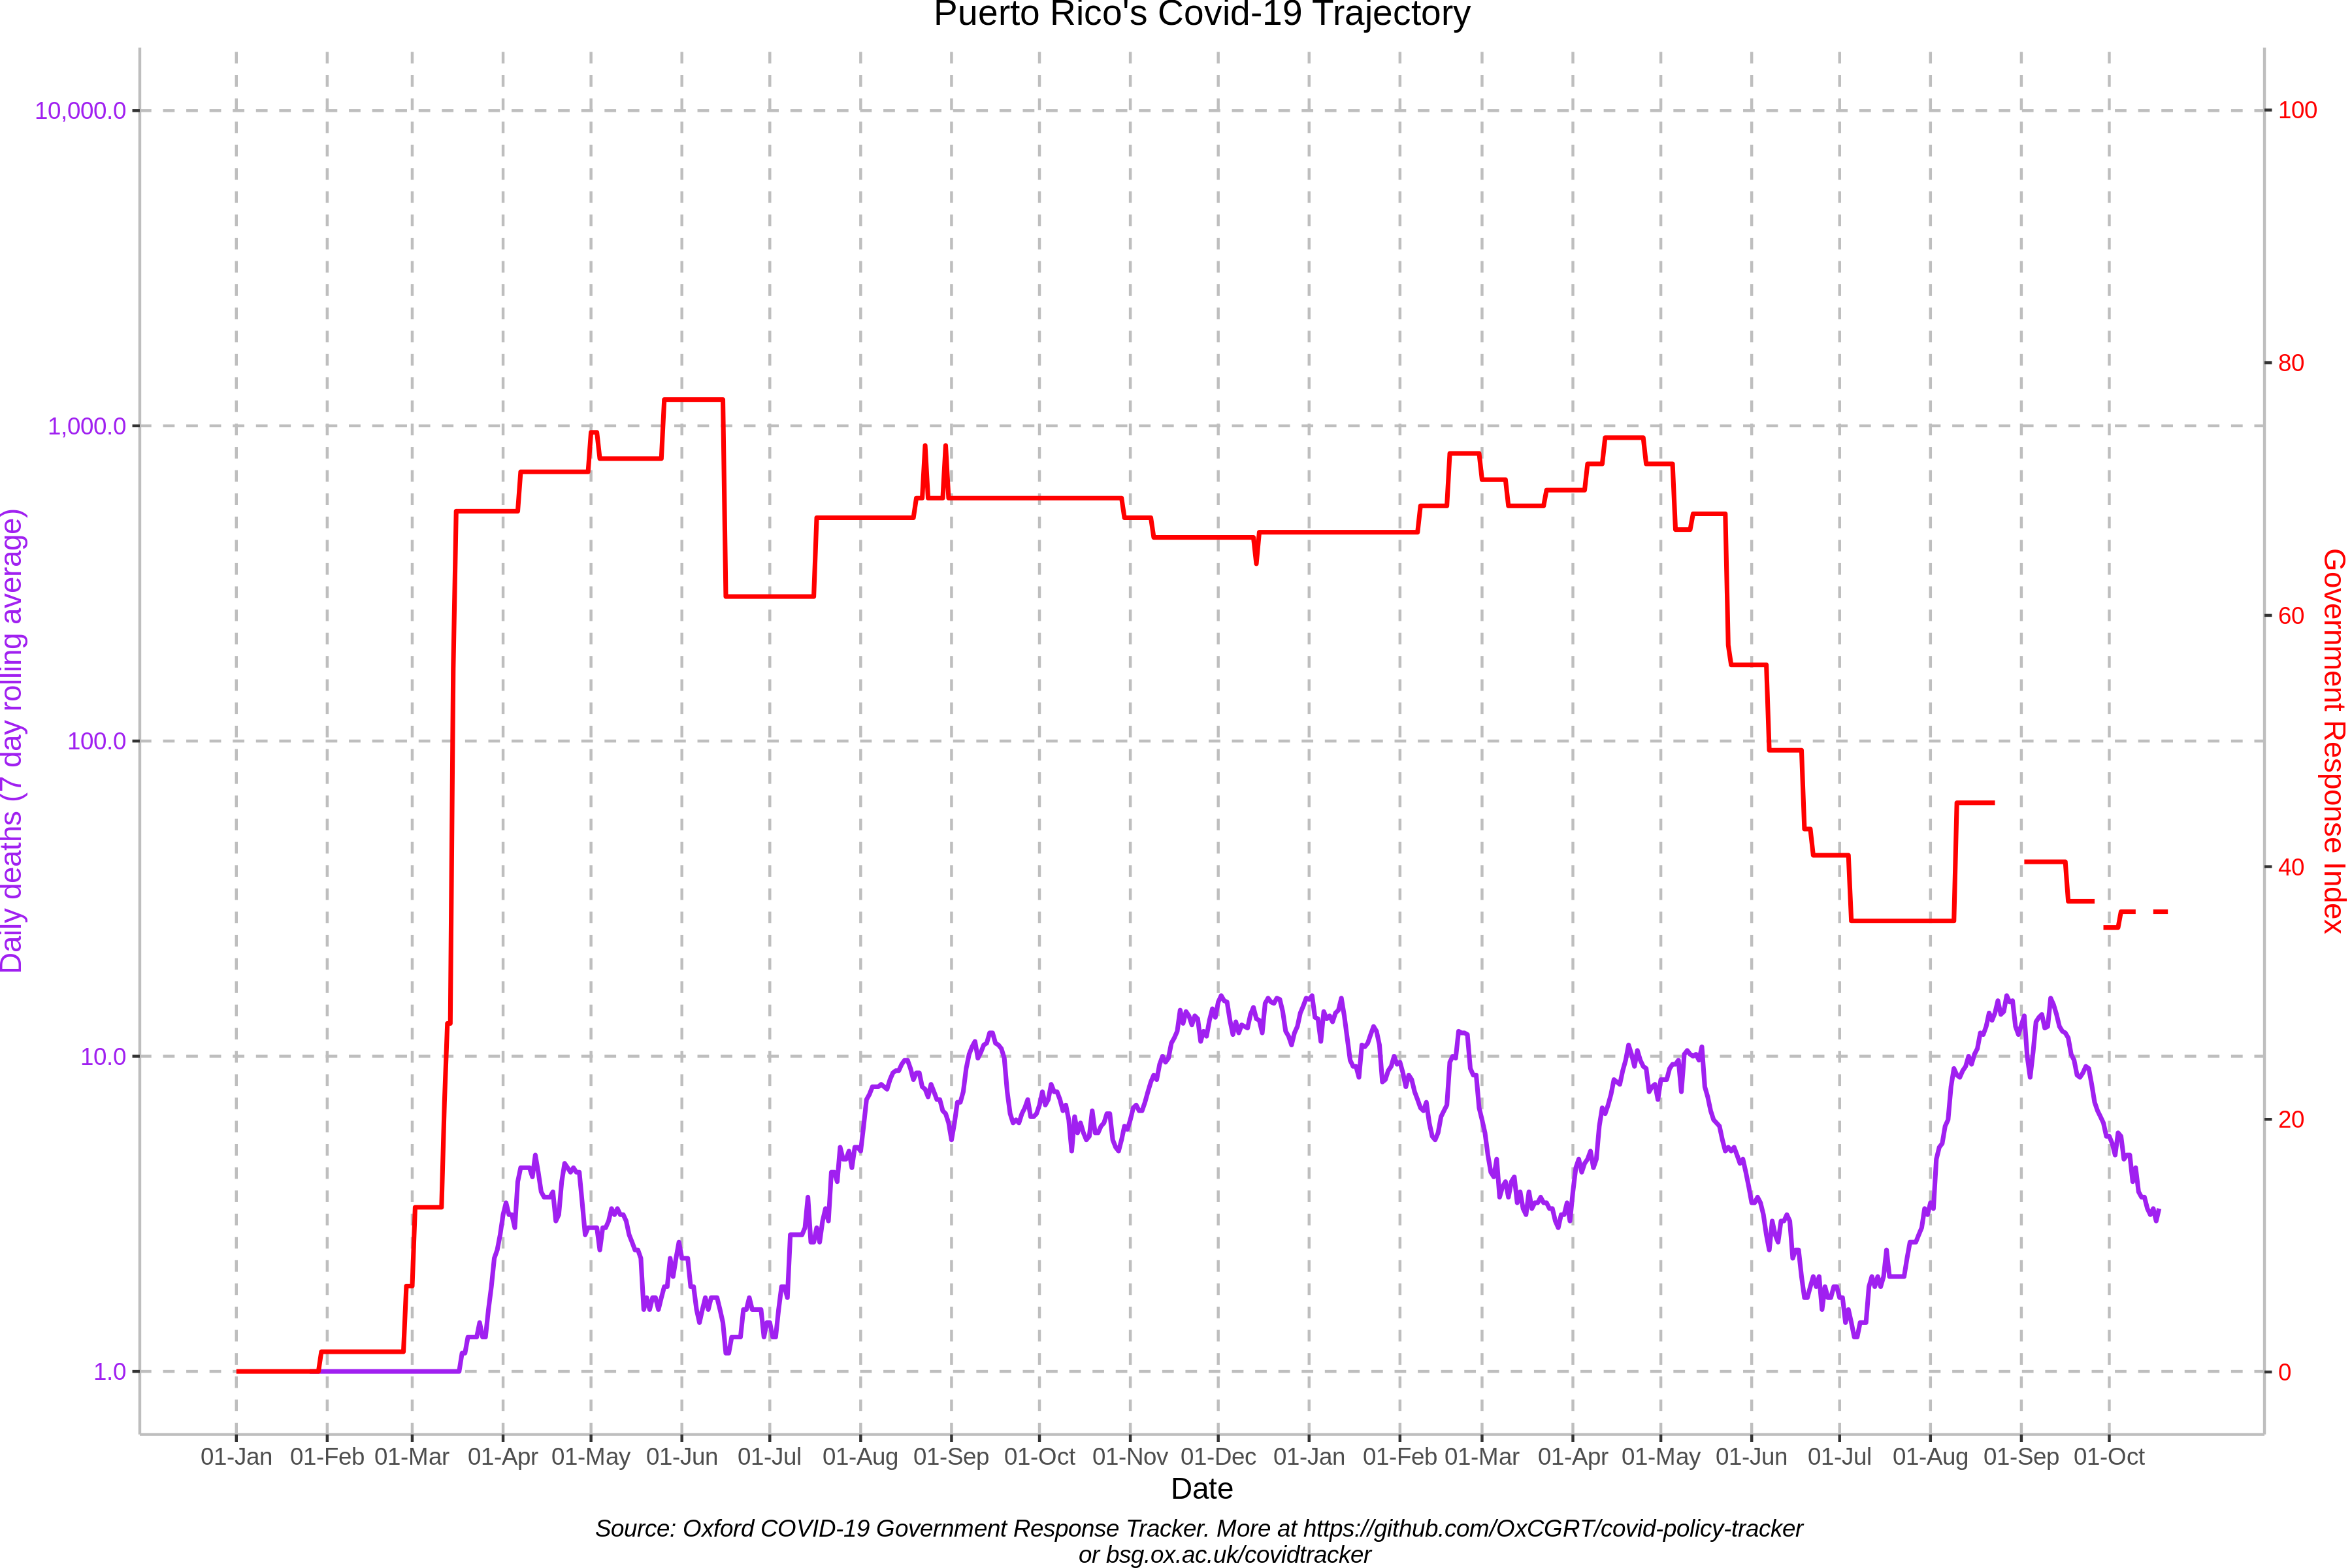 Puerto Rico's Covid-19 Trajectory
10,000.0
1,000.0
100.0
10.0
1.0
Daily deaths (7 day rolling average)
100
80
60
40
20
0
Government Response Index
01-Jan 01-Feb 01-Mar 01-Apr 01-May 01-Jun 01-Jul 01-Aug 01-Sep 01-Oct 01-Nov 01-Dec 01-Jan 01-Feb 01-Mar 01-Apr 01-May 01-Jun 01-Jul 01-Aug 01-Sep 01-Oct
Date
Source: Oxford COVID-19 Government Response Tracker. More at https://github.com/OxCGRT/covid-policy-tracker
or bsg.ox.ac.uk/covidtracker